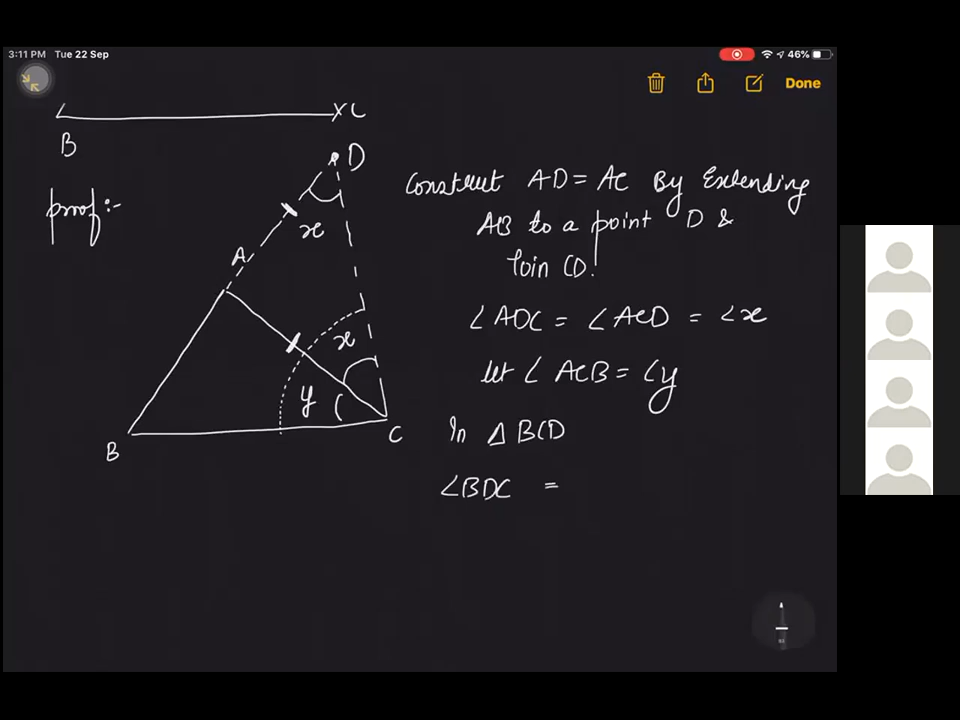 3:11 PM Tue 22 Sep
46%
Done
B
C
prof:-
D
x
A
x
y
B
C
Construct AD = AC By Extending
AB to a point D &
Join CD.
∠ADC = ∠ACD = ∠x
let ∠ACB = ∠y
In △ BCD
∠BDC =